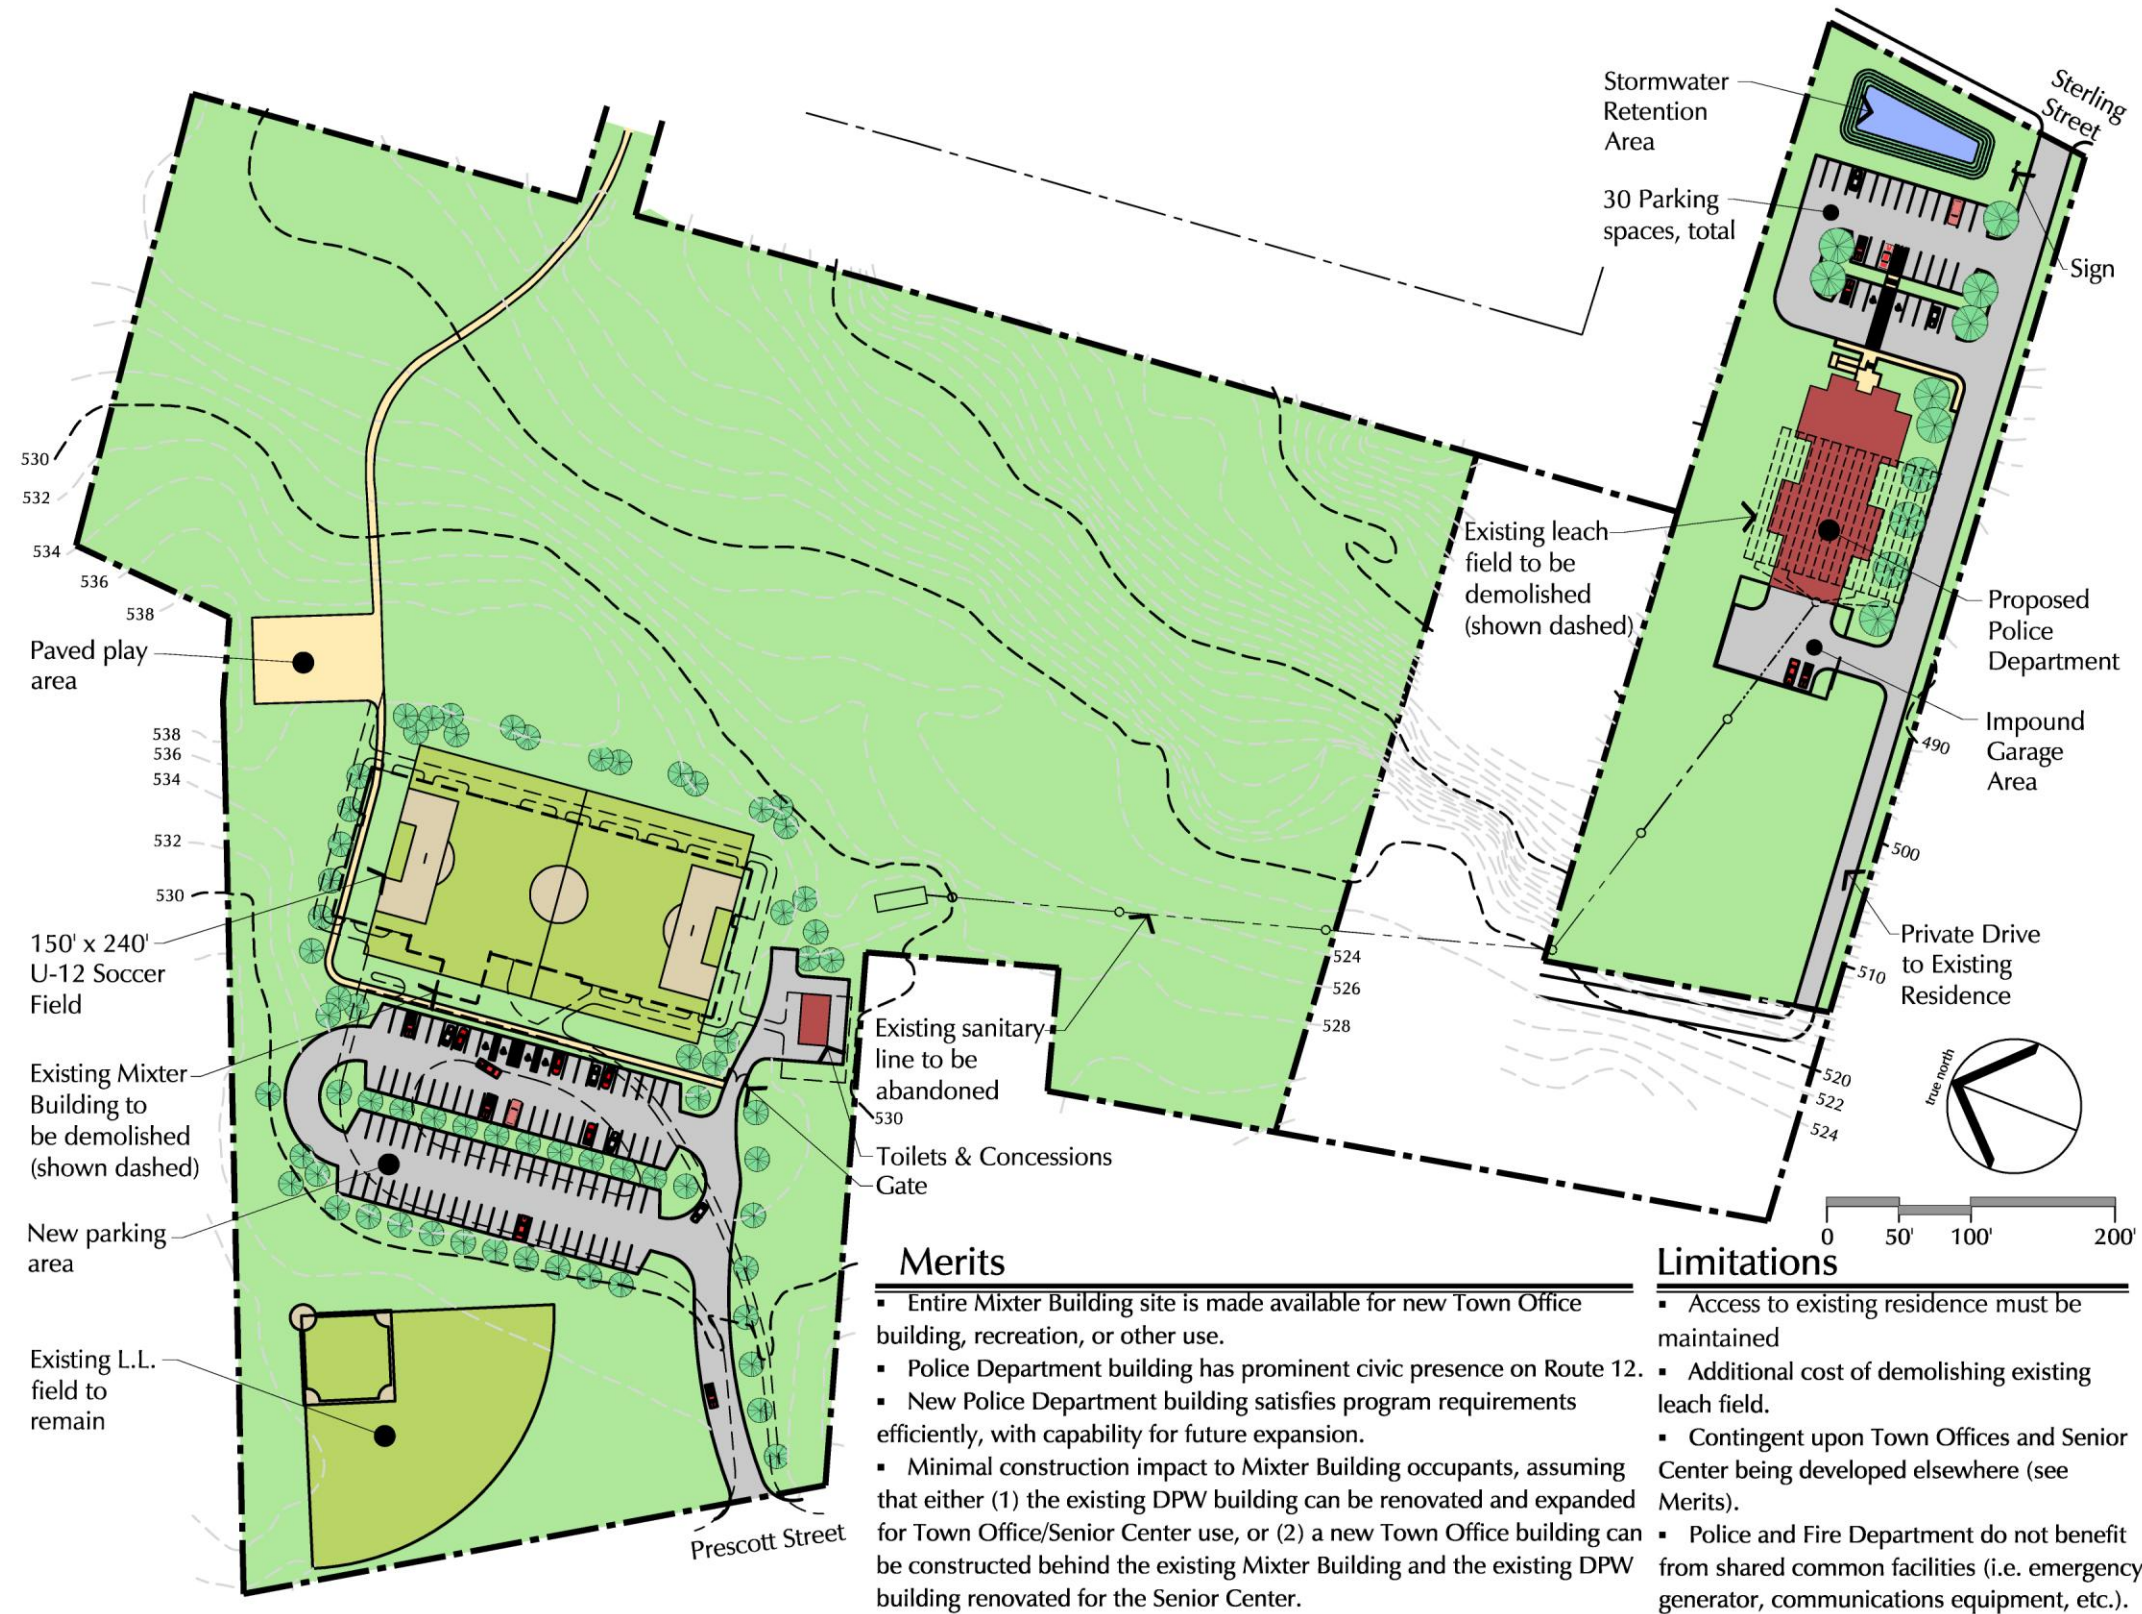 Stormwater
Retention
Area
Sterling
Street
30 Parking
spaces, total
Sign
530
532
534
536
538
Existing leach
field to be
demolished
(shown dashed)
Proposed
Police
Department
Paved play
area
Impound
Garage
Area
490
538
536
534
532
530
500
150' x 240'
U-12 Soccer
Field
Private Drive
to Existing
Residence
510
524
526
528
Existing sanitary
line to be
abandoned
530
Existing Mixter
Building to
be demolished
(shown dashed)
true north
520
522
524
Toilets & Concessions
Gate
New parking
area
0 50' 100' 200'
Existing L.L.
field to
remain
Prescott Street
Merits
▪ Entire Mixter Building site is made available for new Town Office
building, recreation, or other use.
▪ Police Department building has prominent civic presence on Route 12.
▪ New Police Department building satisfies program requirements
efficiently, with capability for future expansion.
▪ Minimal construction impact to Mixter Building occupants, assuming
that either (1) the existing DPW building can be renovated and expanded
for Town Office/Senior Center use, or (2) a new Town Office building can
be constructed behind the existing Mixter Building and the existing DPW
building renovated for the Senior Center.
Limitations
▪ Access to existing residence must be
maintained
▪ Additional cost of demolishing existing
leach field.
▪ Contingent upon Town Offices and Senior
Center being developed elsewhere (see
Merits).
▪ Police and Fire Department do not benefit
from shared common facilities (i.e. emergency
generator, communications equipment, etc.).